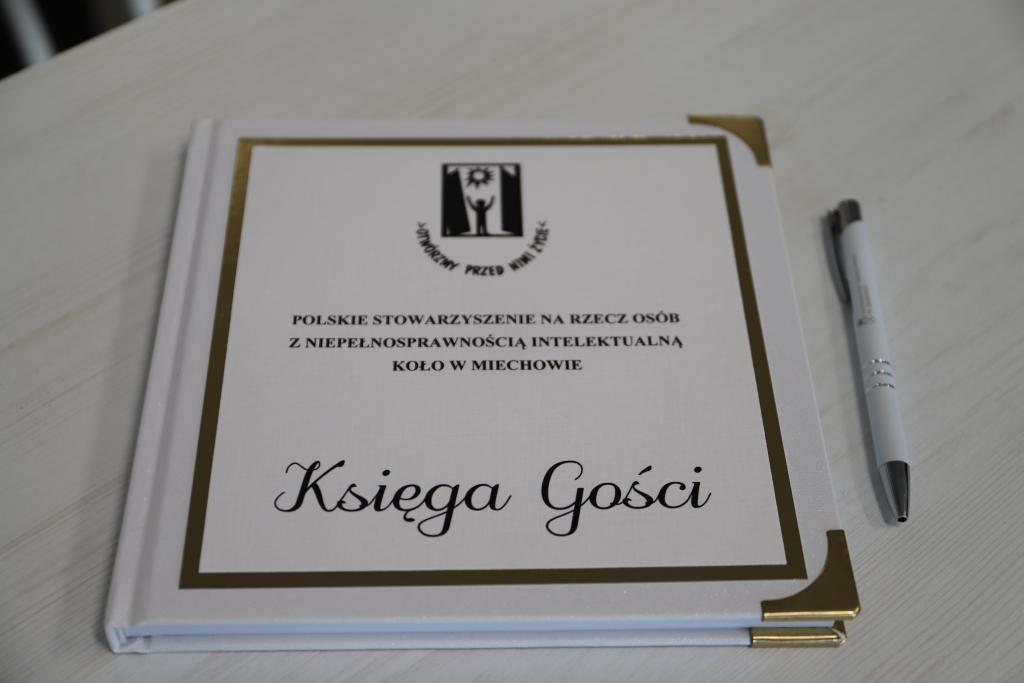 >OTWÓRZMY PRZED NIMI ŻYCIE<
POLSKIE STOWARZYSZENIE NA RZECZ OSÓB
Z NIEPEŁNOSPRAWNOŚCIĄ INTELEKTUALNĄ
KOŁO W MIECHOWIE
Księga Gości